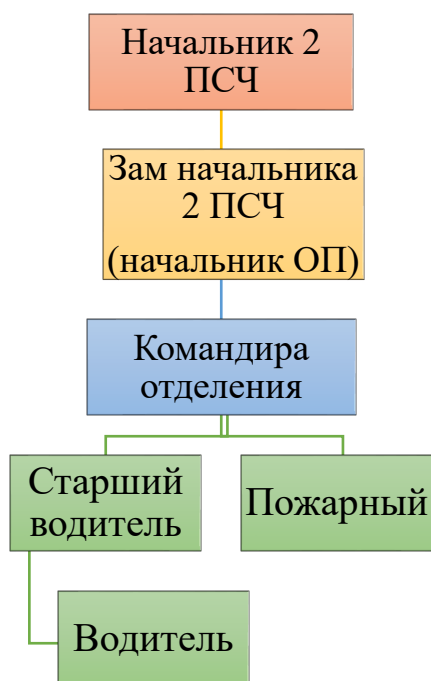 Начальник 2
ПСЧ
Зам начальника
2 ПСЧ
(начальник ОП)
Командира
отделения
Старший
водитель
Пожарный
Водитель